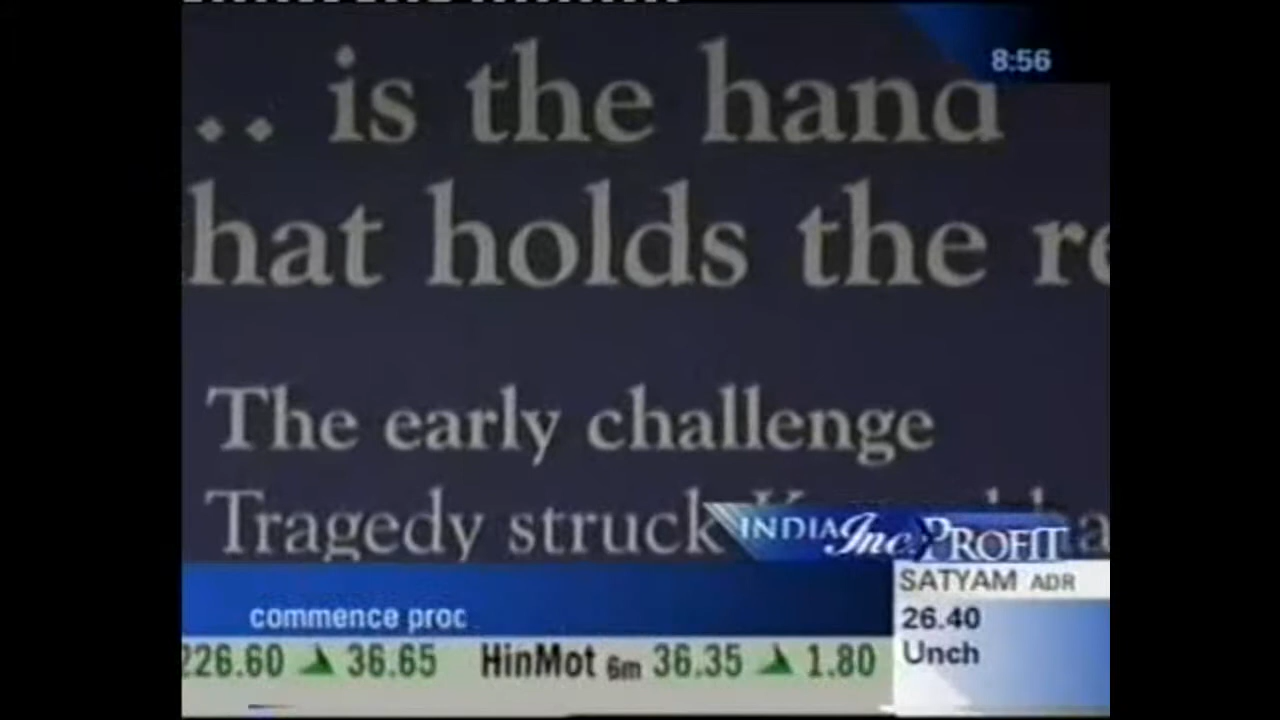 8:56
.. is the hand
hat holds the re
The early challenge
Tragedy struck
INDIA Inc. PROFIT
SATYAM ADR
26.40
Unch
commence proc
226.60 ▲ 36.65 HinMot 6m 36.35 ▲ 1.80